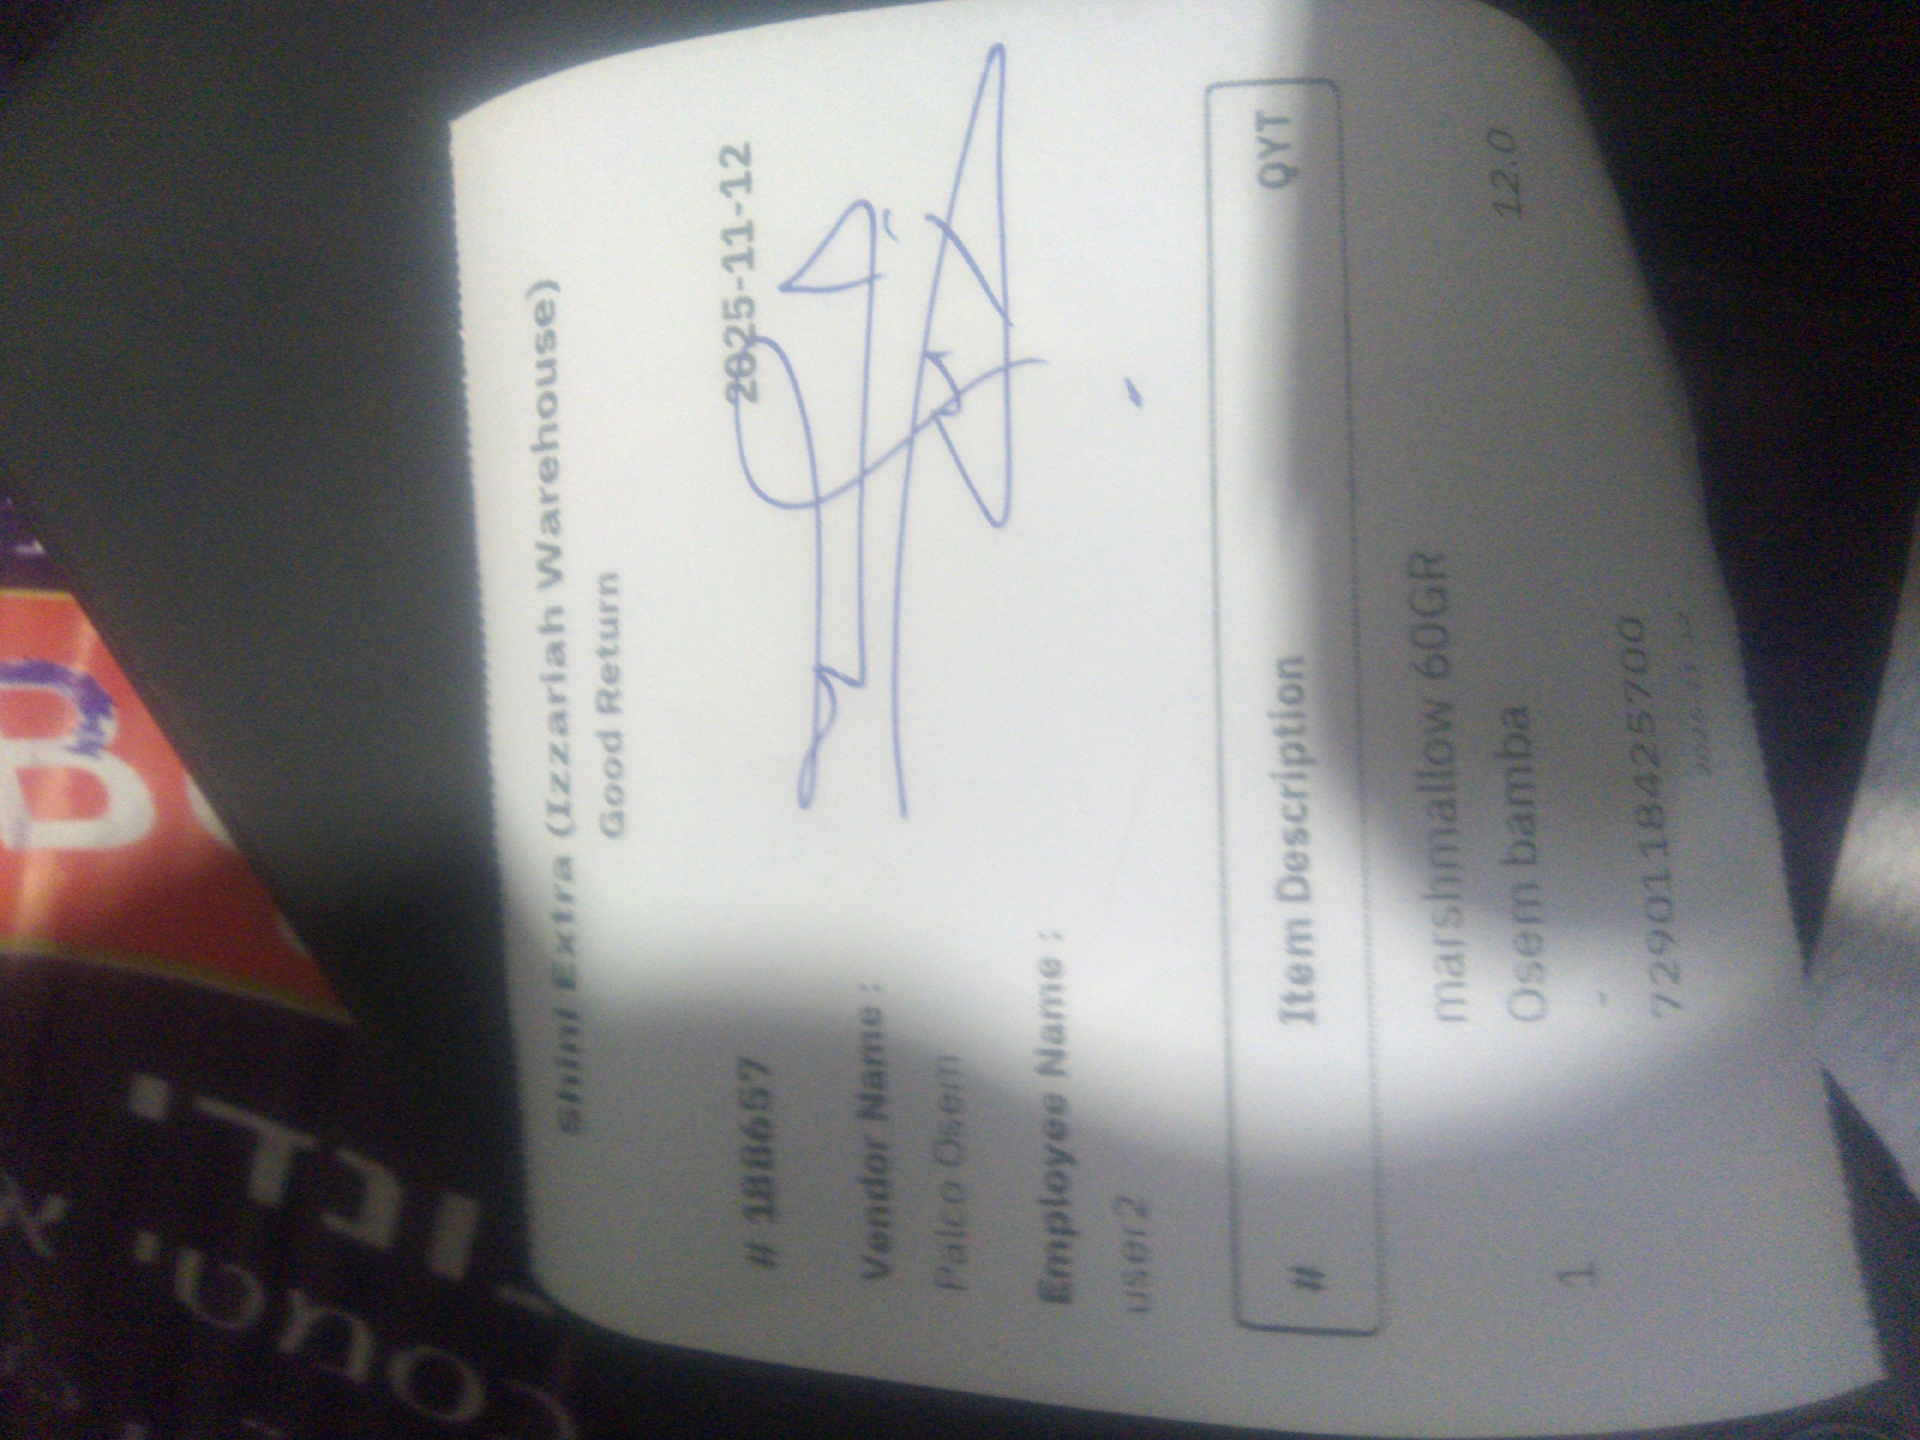 Shini Extra (Izzariah Warehouse)
Good Return
# 188657 2025-11-12
Vendor Name :
Palco Osem
Employee Name :
user2
# Item Description QYT
marshmallow 60GR
Osem bamba
1 - 12.0
7290118425700